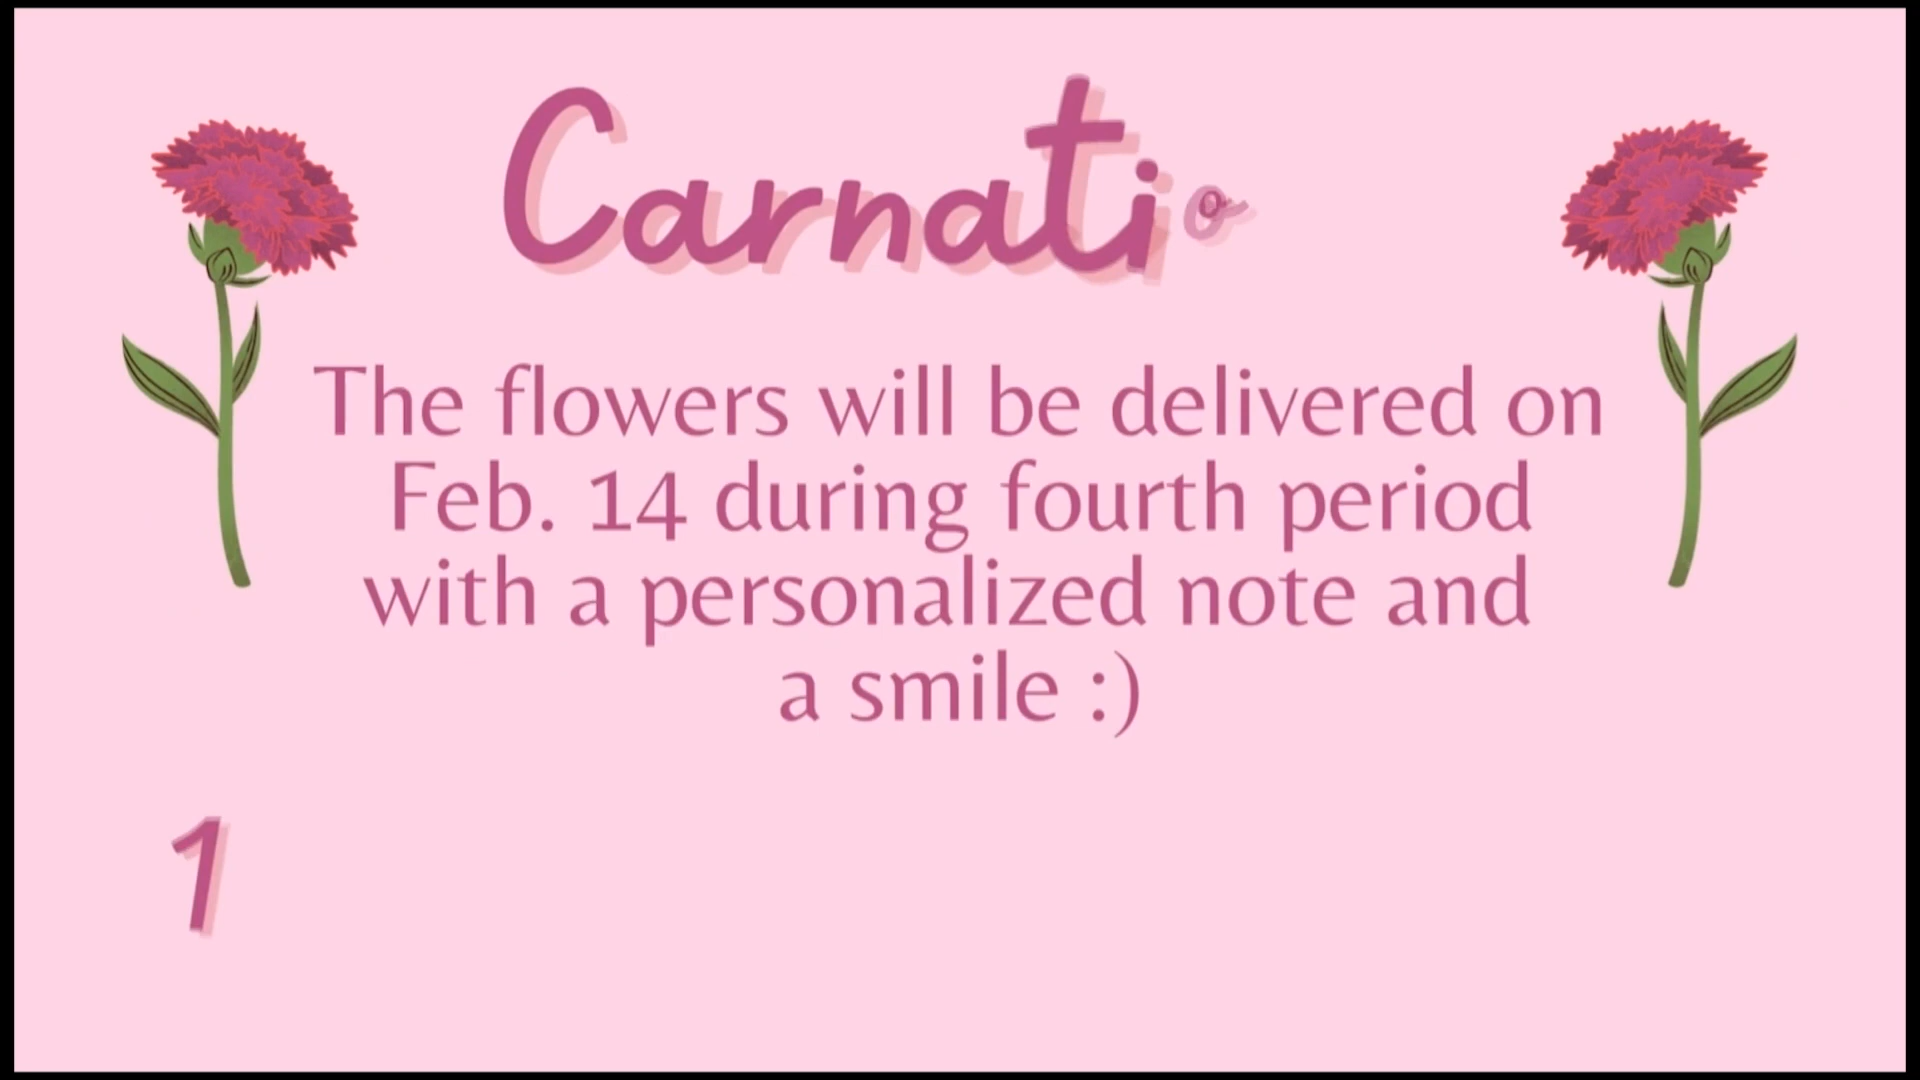 Carnatio
The flowers will be delivered on
Feb. 14 during fourth period
with a personalized note and
a smile :)
1